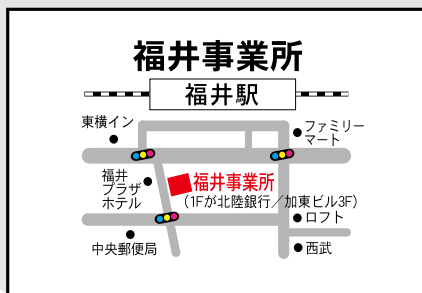 福井事業所
福井駅
東横イン
ファミリー
マート
福井
プラザ
ホテル
福井事業所
(1Fが北陸銀行／加東ビル3F)
ロフト
中央郵便局
西武